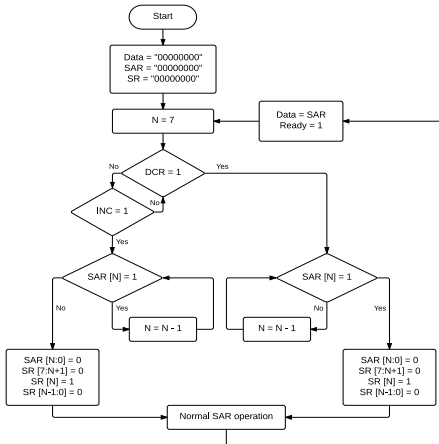 Start
Data = "00000000"
SAR = "00000000"
SR = "00000000"
N = 7
Data = SAR
Ready = 1
DCR = 1
No
Yes
INC = 1
No
Yes
SAR [N] = 1
SAR [N] = 1
No
Yes
No
Yes
N = N - 1
N = N - 1
SAR [N:0] = 0
SR [7:N+1] = 0
SR [N] = 1
SR [N-1:0] = 0
SAR [N:0] = 0
SR [7:N+1] = 0
SR [N] = 1
SR [N-1:0] = 0
Normal SAR operation